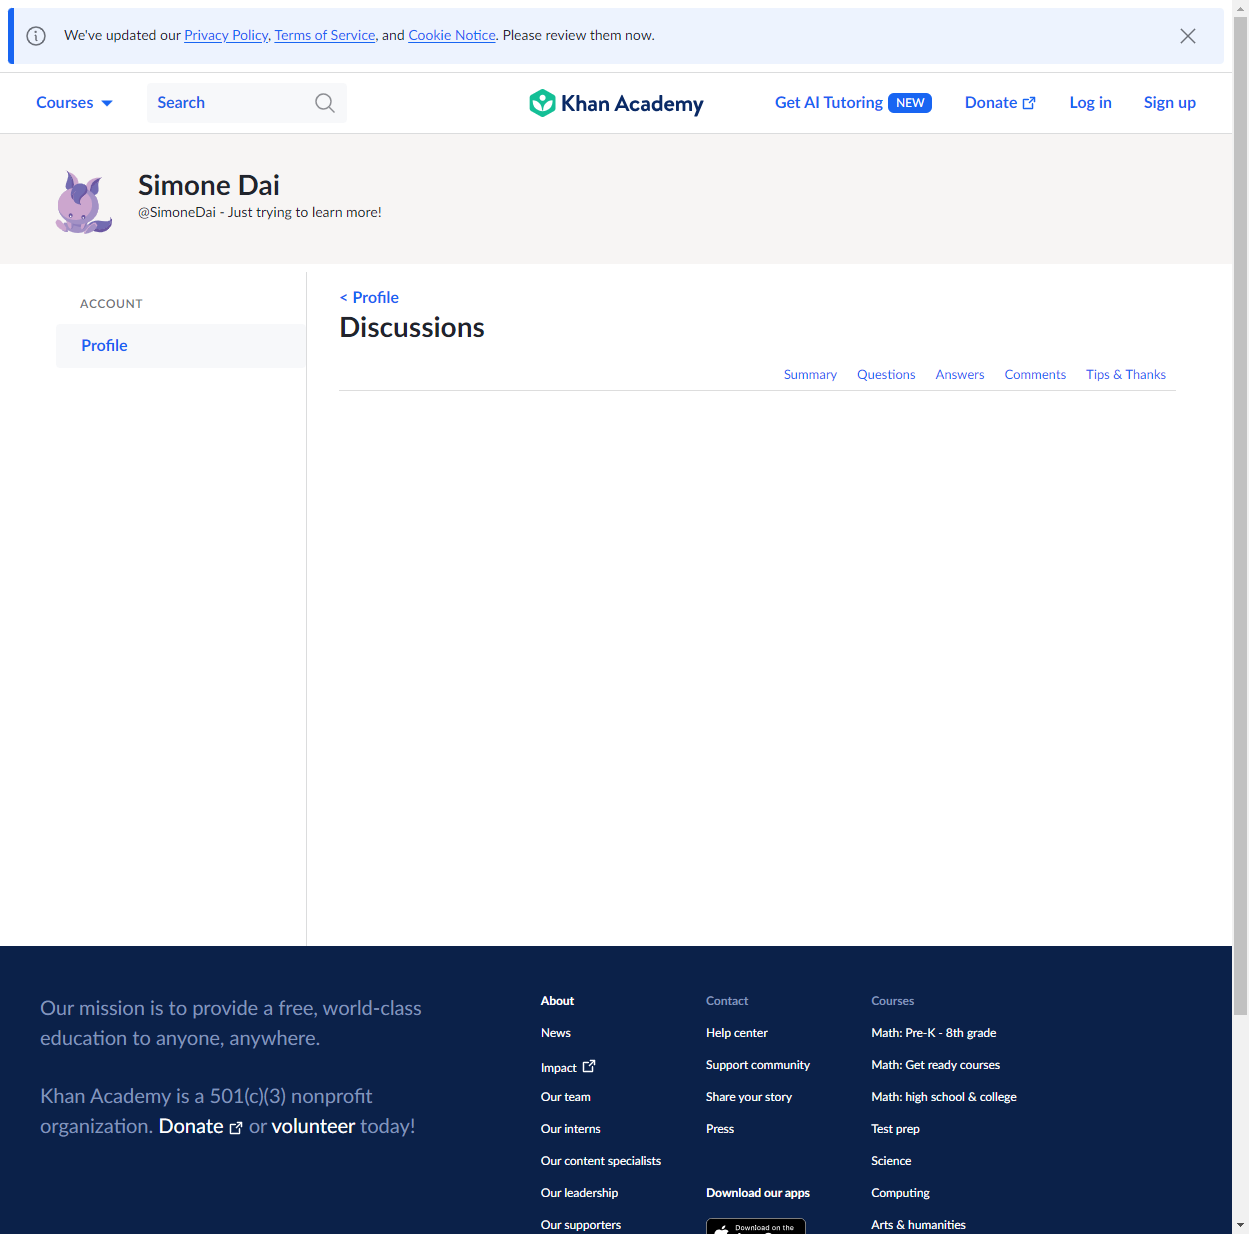 We've updated our Privacy Policy, Terms of Service, and Cookie Notice. Please review them now.
Courses
Search
Khan Academy
Get AI Tutoring NEW
Donate
Log in
Sign up
Simone Dai
@SimoneDai - Just trying to learn more!
ACCOUNT
Profile
< Profile
Discussions
Summary
Questions
Answers
Comments
Tips & Thanks
Our mission is to provide a free, world-class
education to anyone, anywhere.
Khan Academy is a 501(c)(3) nonprofit
organization. Donate or volunteer today!
About
News
Impact
Our team
Our interns
Our content specialists
Our leadership
Our supporters
Contact
Help center
Support community
Share your story
Press
Download our apps
Download on the
Courses
Math: Pre-K - 8th grade
Math: Get ready courses
Math: high school & college
Test prep
Science
Computing
Arts & humanities